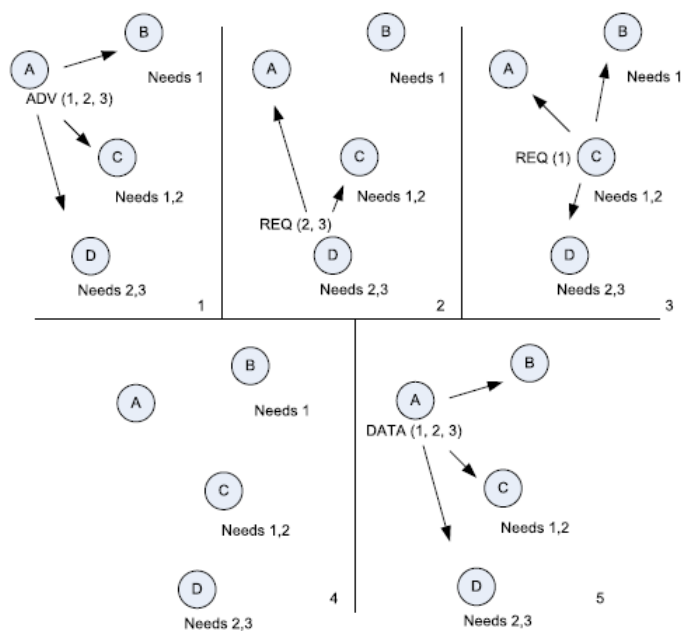 A
ADV (1, 2, 3)
B
Needs 1
C
Needs 1,2
D
Needs 2,3
1
A
B
Needs 1
C
Needs 1,2
REQ (2, 3)
D
Needs 2,3
2
A
B
Needs 1
REQ (1)
C
Needs 1,2
D
Needs 2,3
3
A
B
Needs 1
C
Needs 1,2
D
Needs 2,3
4
A
DATA (1, 2, 3)
B
C
Needs 1,2
D
Needs 2,3
5